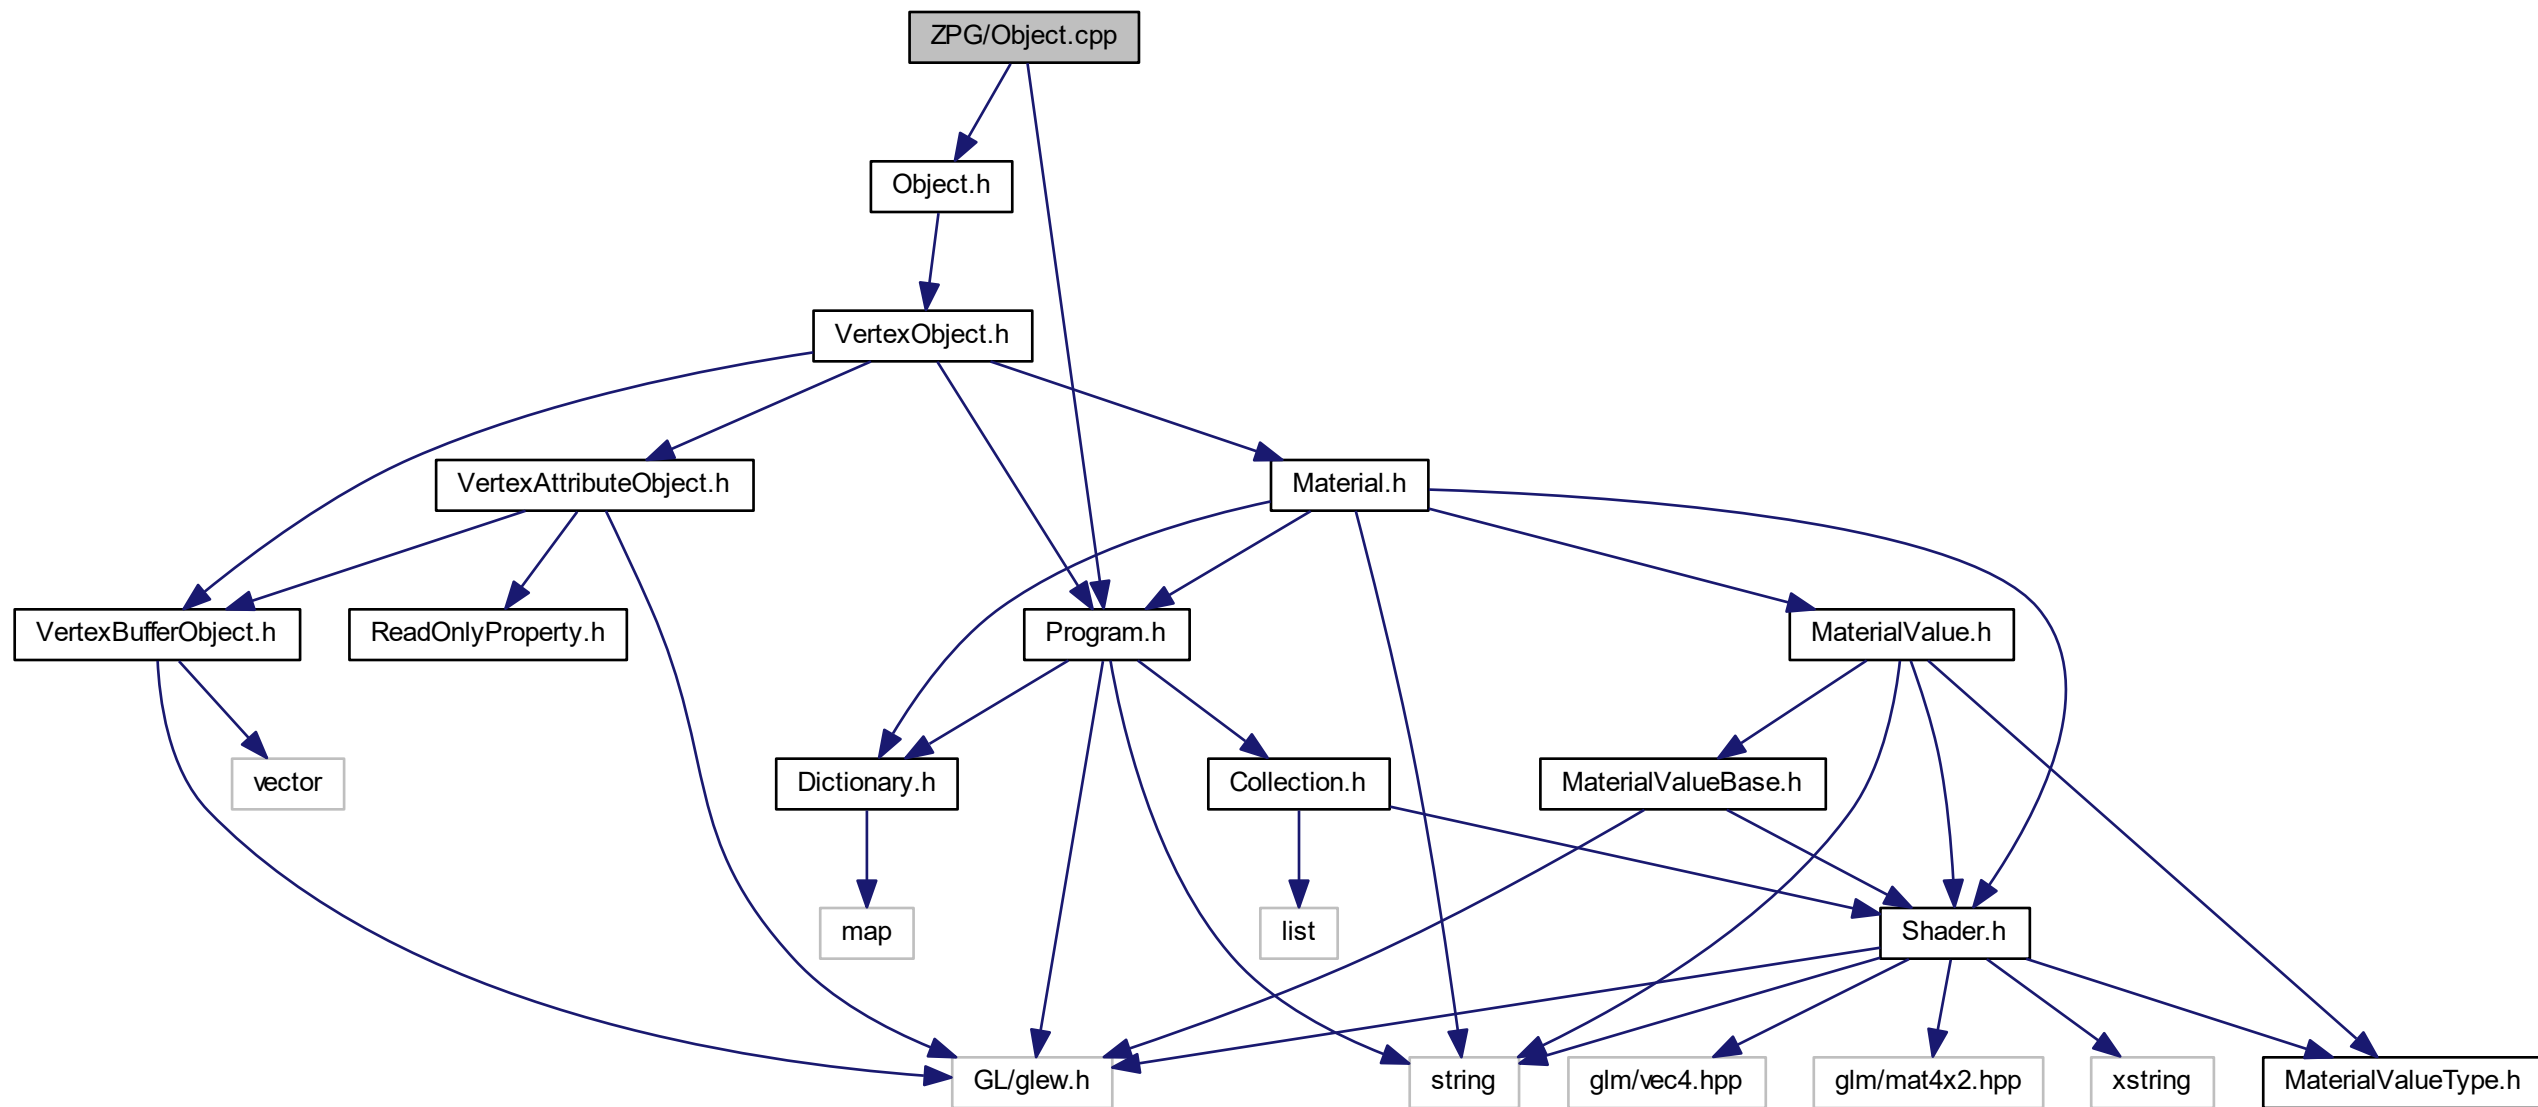 ZPG/Object.cpp
Object.h
VertexObject.h
VertexAttributeObject.h
Material.h
VertexBufferObject.h
ReadOnlyProperty.h
Program.h
MaterialValue.h
vector
Dictionary.h
Collection.h
MaterialValueBase.h
map
list
Shader.h
GL/glew.h
string
glm/vec4.hpp
glm/mat4x2.hpp
xstring
MaterialValueType.h